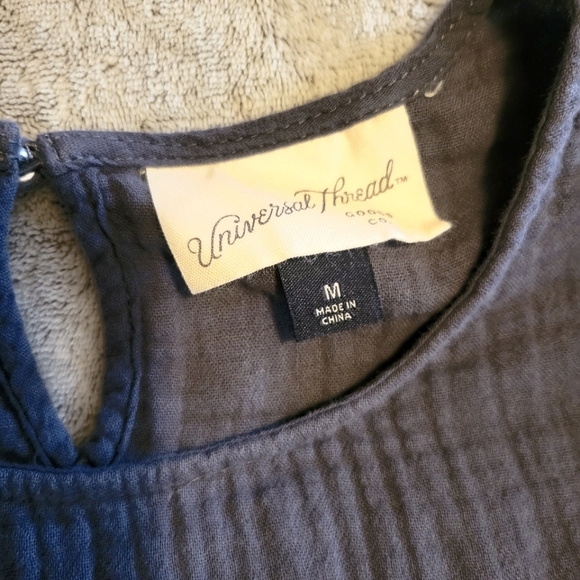 Universal Thread™
GOODS
CO.
M
MADE IN
CHINA